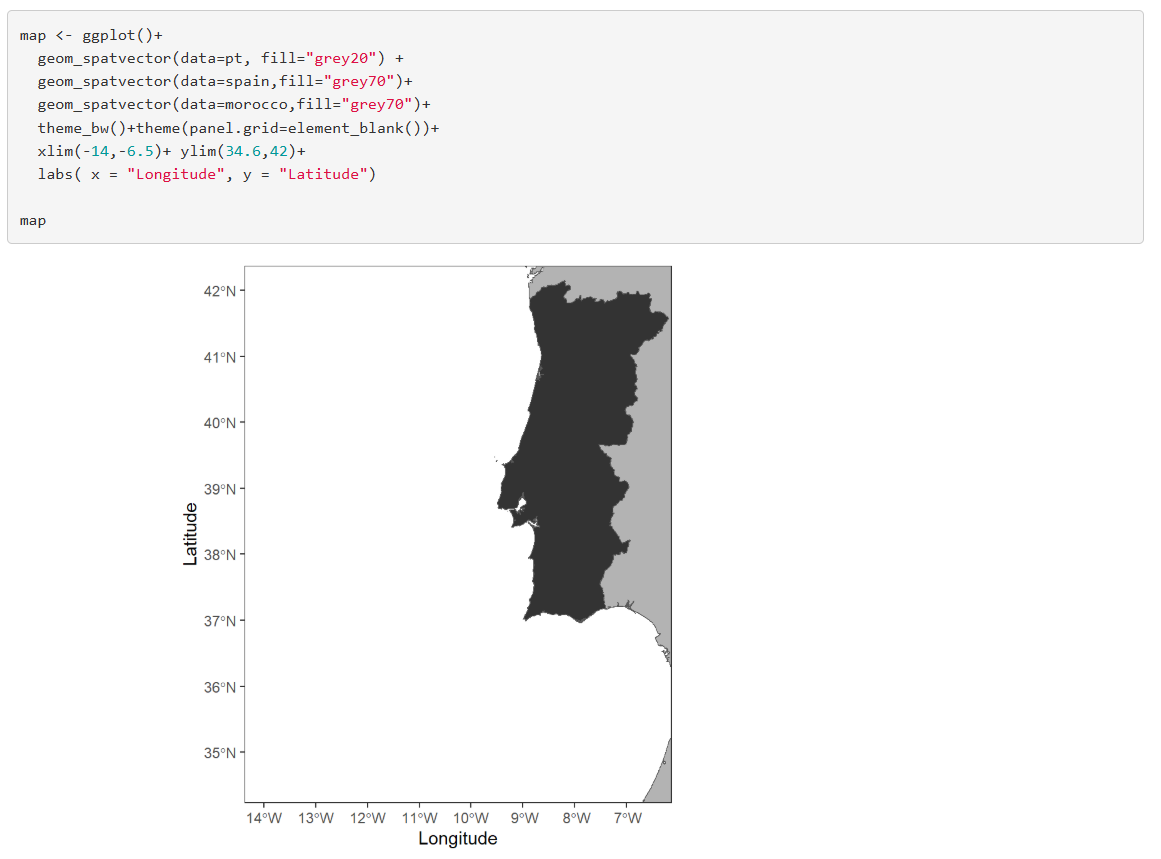 map <- ggplot()+
  geom_spatvector(data=pt, fill="grey20") +
  geom_spatvector(data=spain,fill="grey70")+
  geom_spatvector(data=morocco,fill="grey70")+
  theme_bw()+theme(panel.grid=element_blank())+
  xlim(-14,-6.5)+ ylim(34.6,42)+
  labs( x = "Longitude", y = "Latitude")
map
42°N
41°N
40°N
39°N
38°N
37°N
36°N
35°N
Latitude
14°W 13°W 12°W 11°W 10°W 9°W 8°W 7°W
Longitude